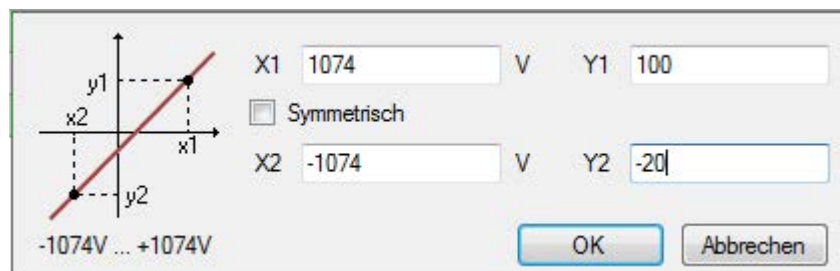 X1 1074 V Y1 100
y1
x2
Symmetrisch
x1
X2 -1074 V Y2 -20
y2
-1074V ... +1074V
OK Abbrechen